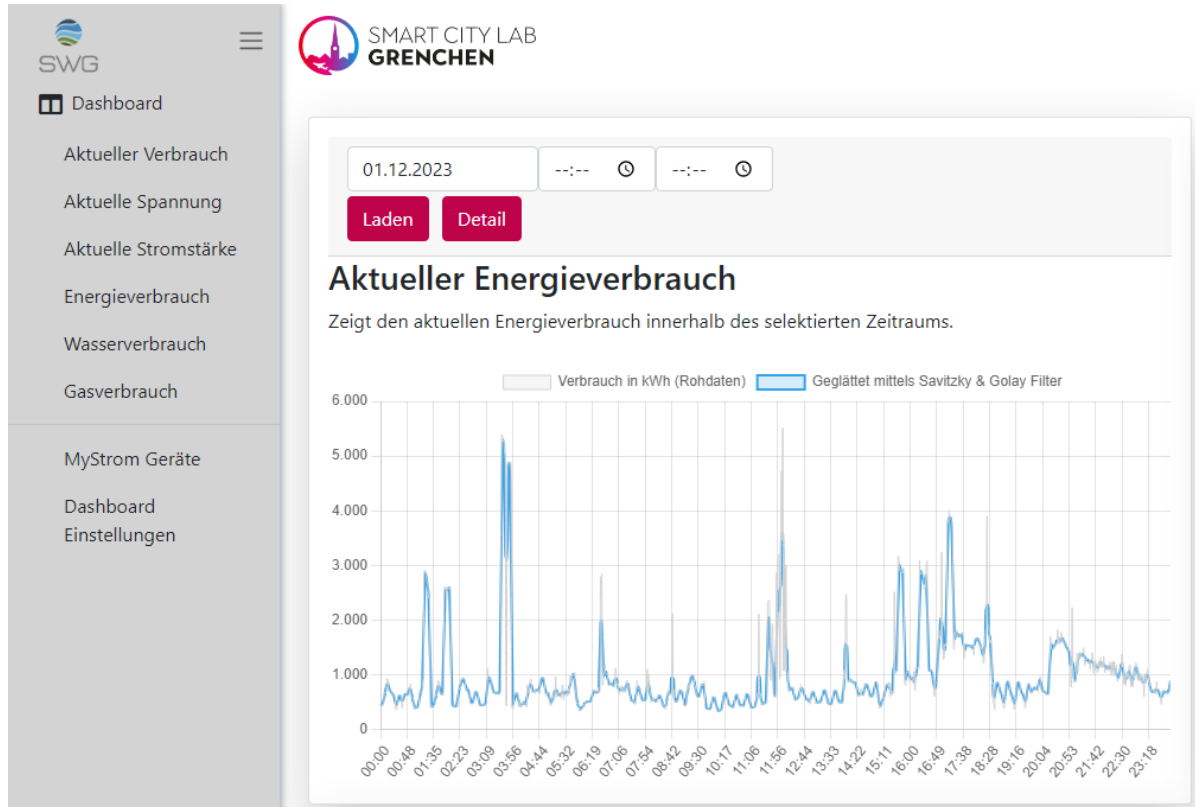 SWG
Dashboard
Aktueller Verbrauch
Aktuelle Spannung
Aktuelle Stromstärke
Energieverbrauch
Wasserverbrauch
Gasverbrauch
MyStrom Geräte
Dashboard
Einstellungen
SMART CITY LAB
GRENCHEN
01.12.2023 --:-- --:--
Laden Detail
Aktueller Energieverbrauch
Zeigt den aktuellen Energieverbrauch innerhalb des selektierten Zeitraums.
Verbrauch in kWh (Rohdaten) Geglättet mittels Savitzky & Golay Filter
6.000
5.000
4.000
3.000
2.000
1.000
0
00:00 00:48 01:35 02:23 03:09 03:56 04:44 05:32 06:19 07:06 07:54 08:42 09:30 10:17 11:06 11:56 12:44 13:33 14:22 15:11 16:00 16:49 17:38 18:28 19:16 20:04 20:53 21:42 22:30 23:18